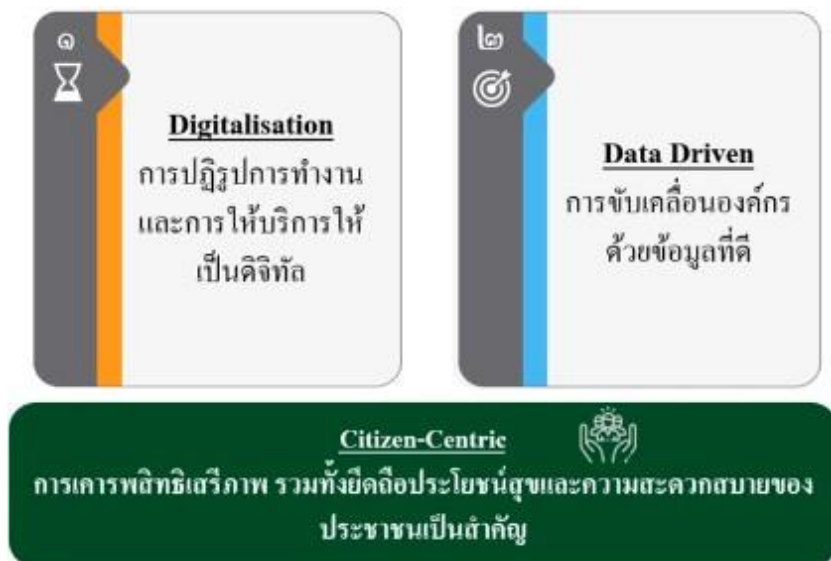 ๑
Digitalisation
การปฏิรูปการทำงาน
และการให้บริการให้
เป็นดิจิทัล
๒
Data Driven
การขับเคลื่อนองค์กร
ด้วยข้อมูลที่ดี
Citizen-Centric
การเคารพสิทธิเสรีภาพ รวมทั้งยึดถือประโยชน์สุขและความสะดวกสบายของ
ประชาชนเป็นสำคัญ